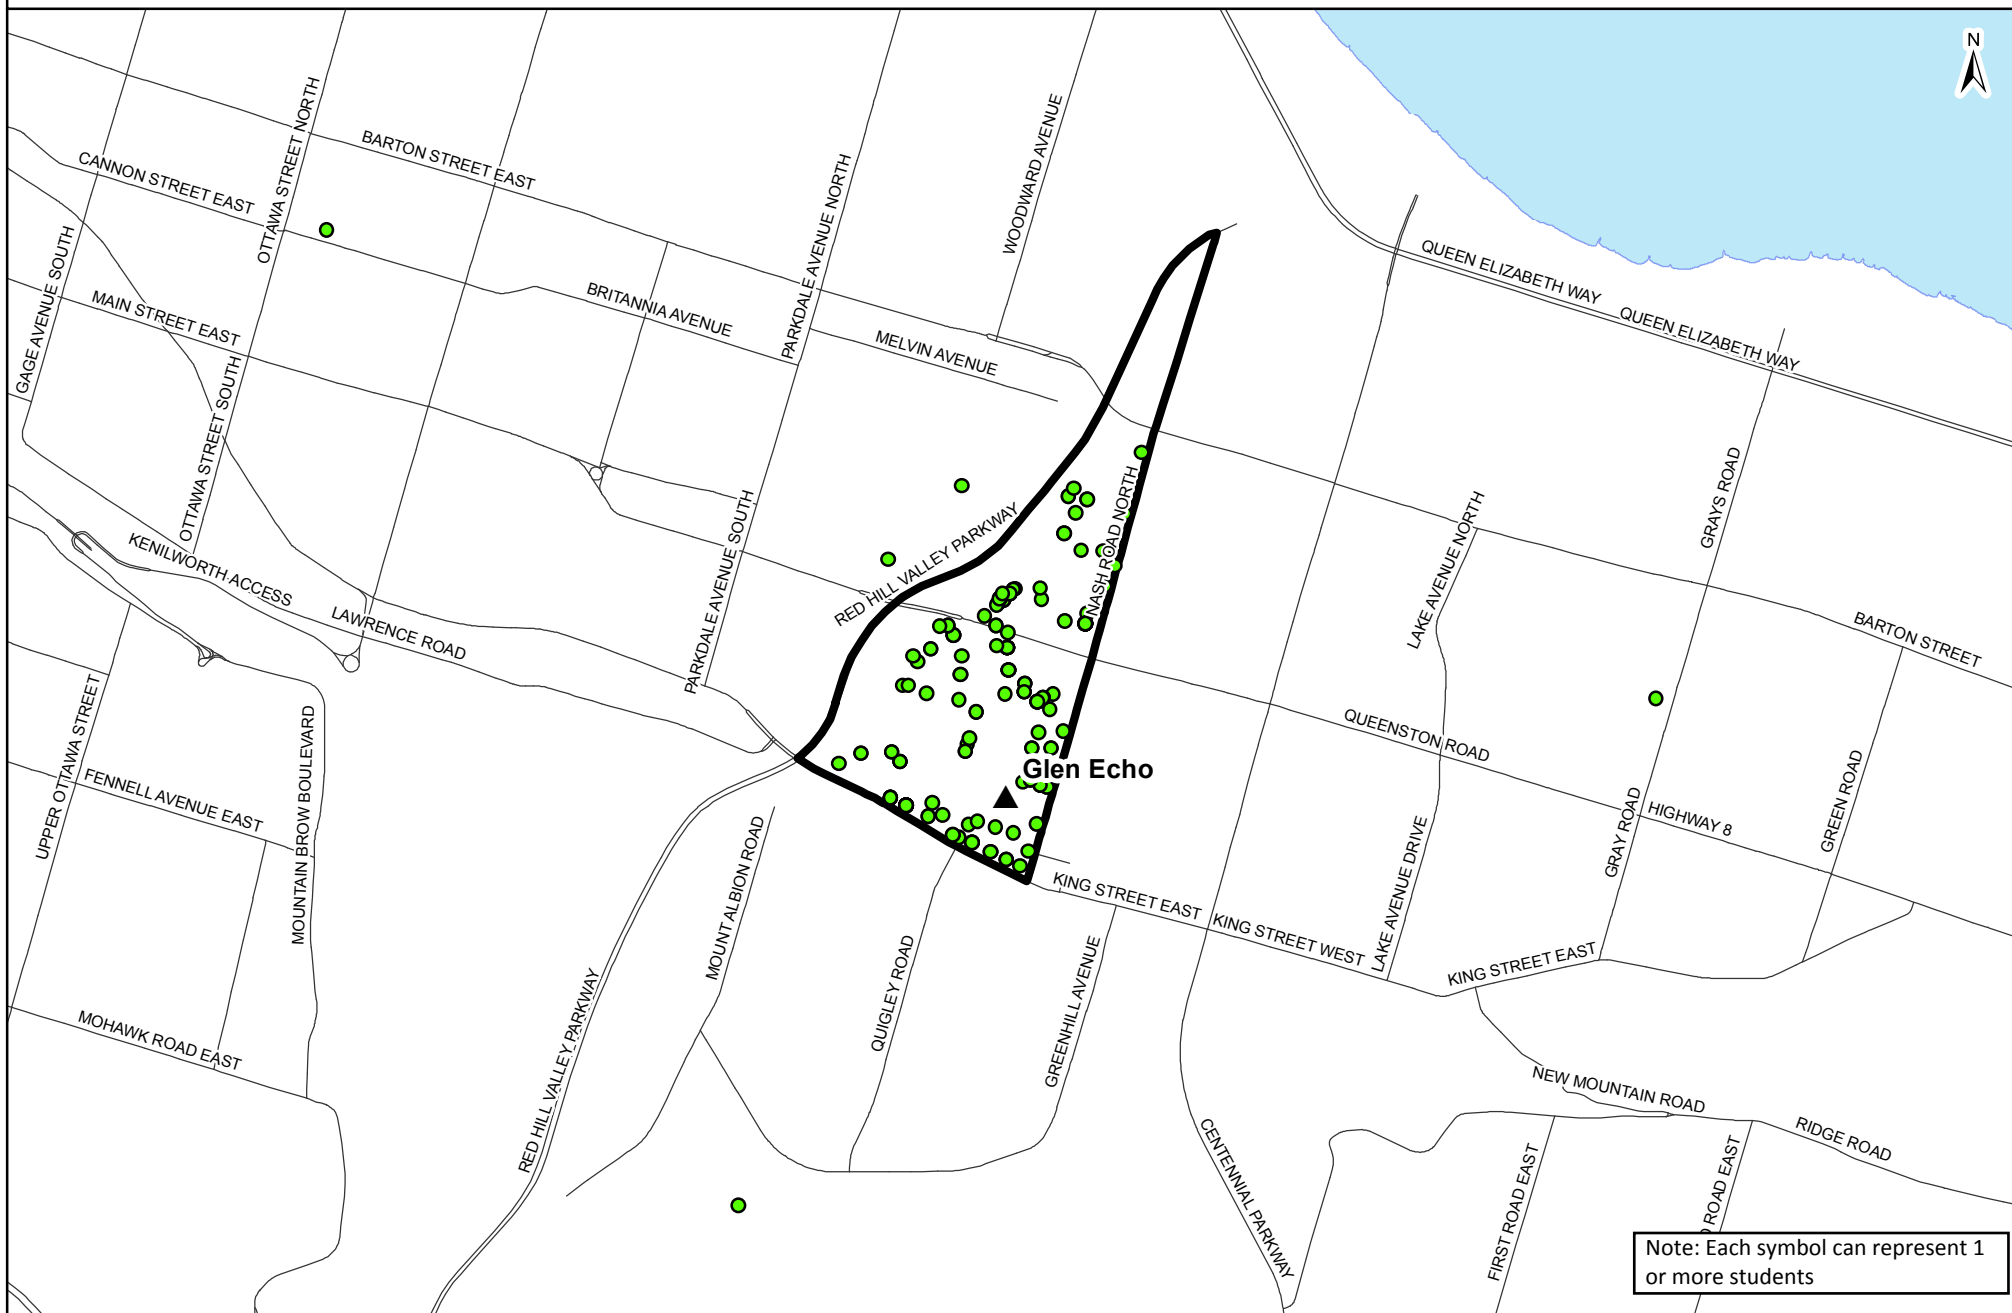 N
OTTAWA STREET NORTH
BARTON STREET EAST
CANNON STREET EAST
WOODWARD AVENUE
PARKDALE AVENUE NORTH
GAGE AVENUE SOUTH
QUEEN ELIZABETH WAY
QUEEN ELIZABETH WAY
MAIN STREET EAST
BRITANNIA AVENUE
MELVIN AVENUE
OTTAWA STREET SOUTH
GRAYS ROAD
NASH ROAD NORTH
PARKDALE AVENUE SOUTH
LAKE AVENUE NORTH
RED HILL VALLEY PARKWAY
KENILWORTH ACCESS
LAWRENCE ROAD
BARTON STREET
UPPER OTTAWA STREET
MOUNTAIN BROW BOULEVARD
QUEENSTON ROAD
Glen Echo
FENNELL AVENUE EAST
HIGHWAY 8
GREEN ROAD
GRAY ROAD
MOUNT ALBION ROAD
LAKE AVENUE DRIVE
KING STREET EAST
KING STREET WEST
KING STREET EAST
QUIGLEY ROAD
GREENHILL AVENUE
RED HILL VALLEY PARKWAY
MOHAWK ROAD EAST
NEW MOUNTAIN ROAD
RIDGE ROAD
CENTENNIAL PARKWAY
FIRST ROAD EAST
ROAD EAST
Note: Each symbol can represent 1
or more students